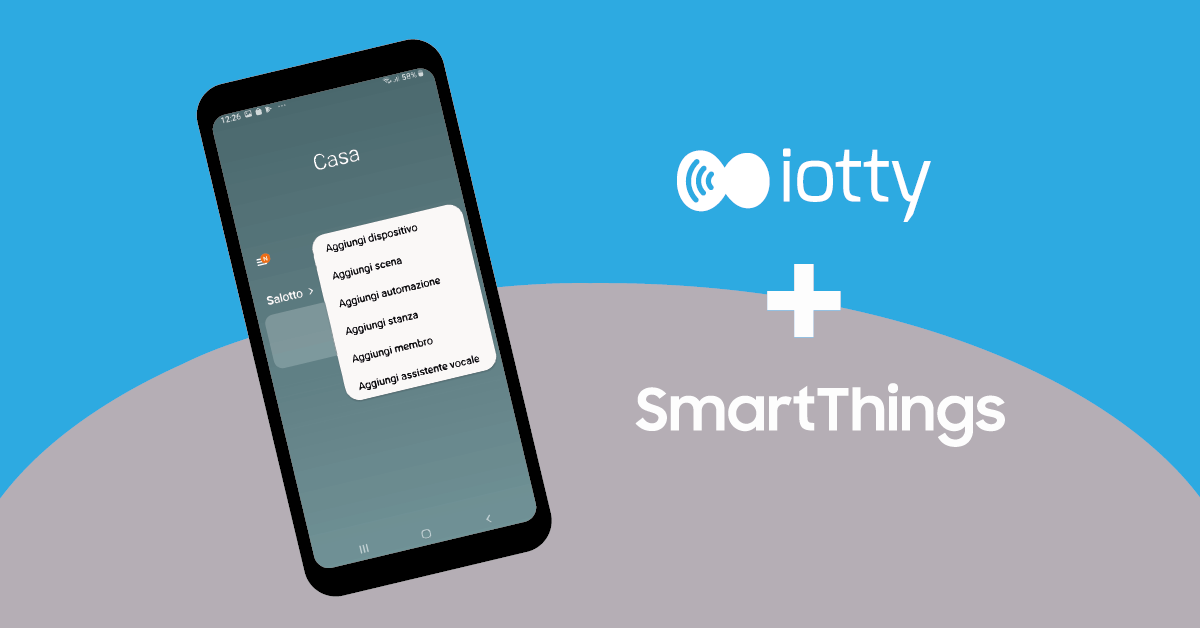 12:26
58%
Casa
N
Salotto >
Aggiungi dispositivo
Aggiungi scena
Aggiungi automazione
Aggiungi stanza
Aggiungi membro
Aggiungi assistente vocale
iotty
+
SmartThings